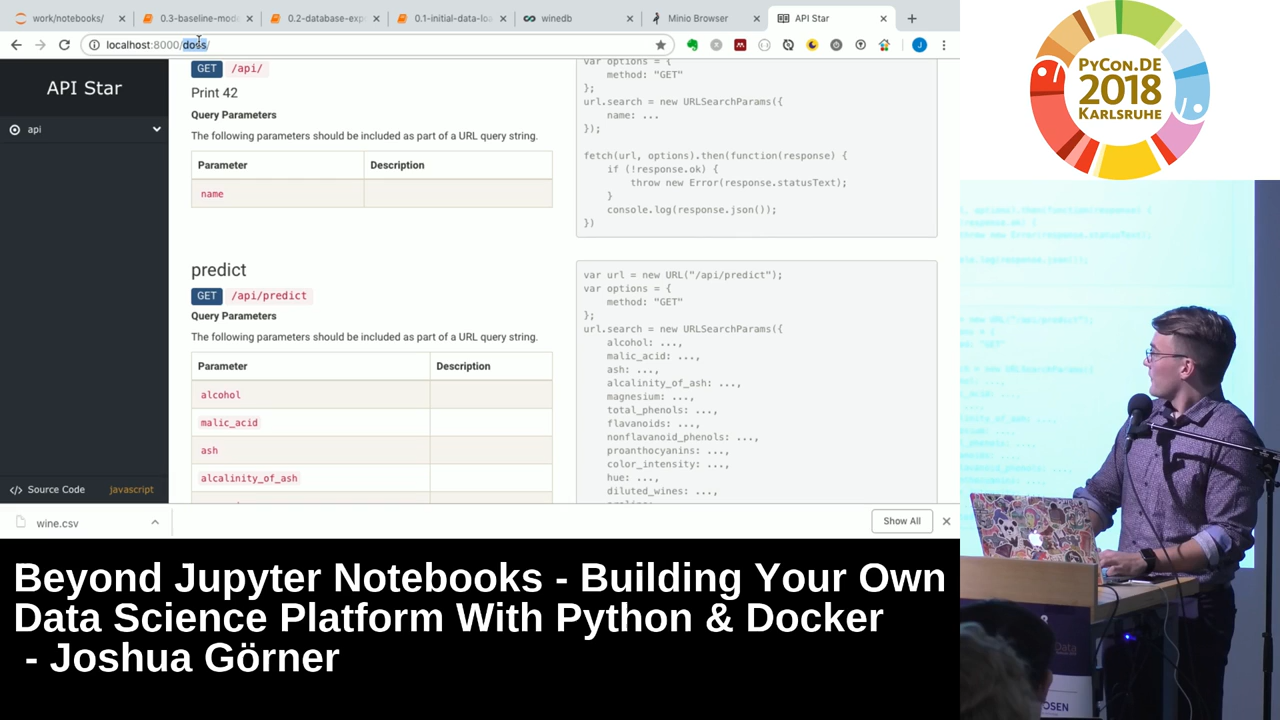 work/notebooks/
0.3-baseline-mod
0.2-database-exp
0.1-initial-data-loa
winedb
Minio Browser
API Star
localhost:8000/docs/
API Star
api
GET /api/
Print 42
Query Parameters
The following parameters should be included as part of a URL query string.
Parameter Description
name
predict
GET /api/predict
Query Parameters
The following parameters should be included as part of a URL query string.
Parameter Description
alcohol
malic_acid
ash
alcalinity_of_ash
var options = {
method: "GET"
};
url.search = new URLSearchParams({
name: ...
});
fetch(url, options).then(function(response) {
if (!response.ok) {
throw new Error(response.statusText);
}
console.log(response.json());
})
var url = new URL("/api/predict");
var options = {
method: "GET"
};
url.search = new URLSearchParams({
alcohol: ...,
malic_acid: ...,
ash: ...,
alcalinity_of_ash: ...,
magnesium: ...,
total_phenols: ...,
flavanoids: ...,
nonflavanoid_phenols: ...,
proanthocyanins: ...,
color_intensity: ...,
hue: ...,
diluted_wines: ...,
</> Source Code javascript
wine.csv
Show All
PYCON.DE
2018
KARLSRUHE
Beyond Jupyter Notebooks - Building Your Own
Data Science Platform With Python & Docker
- Joshua Görner